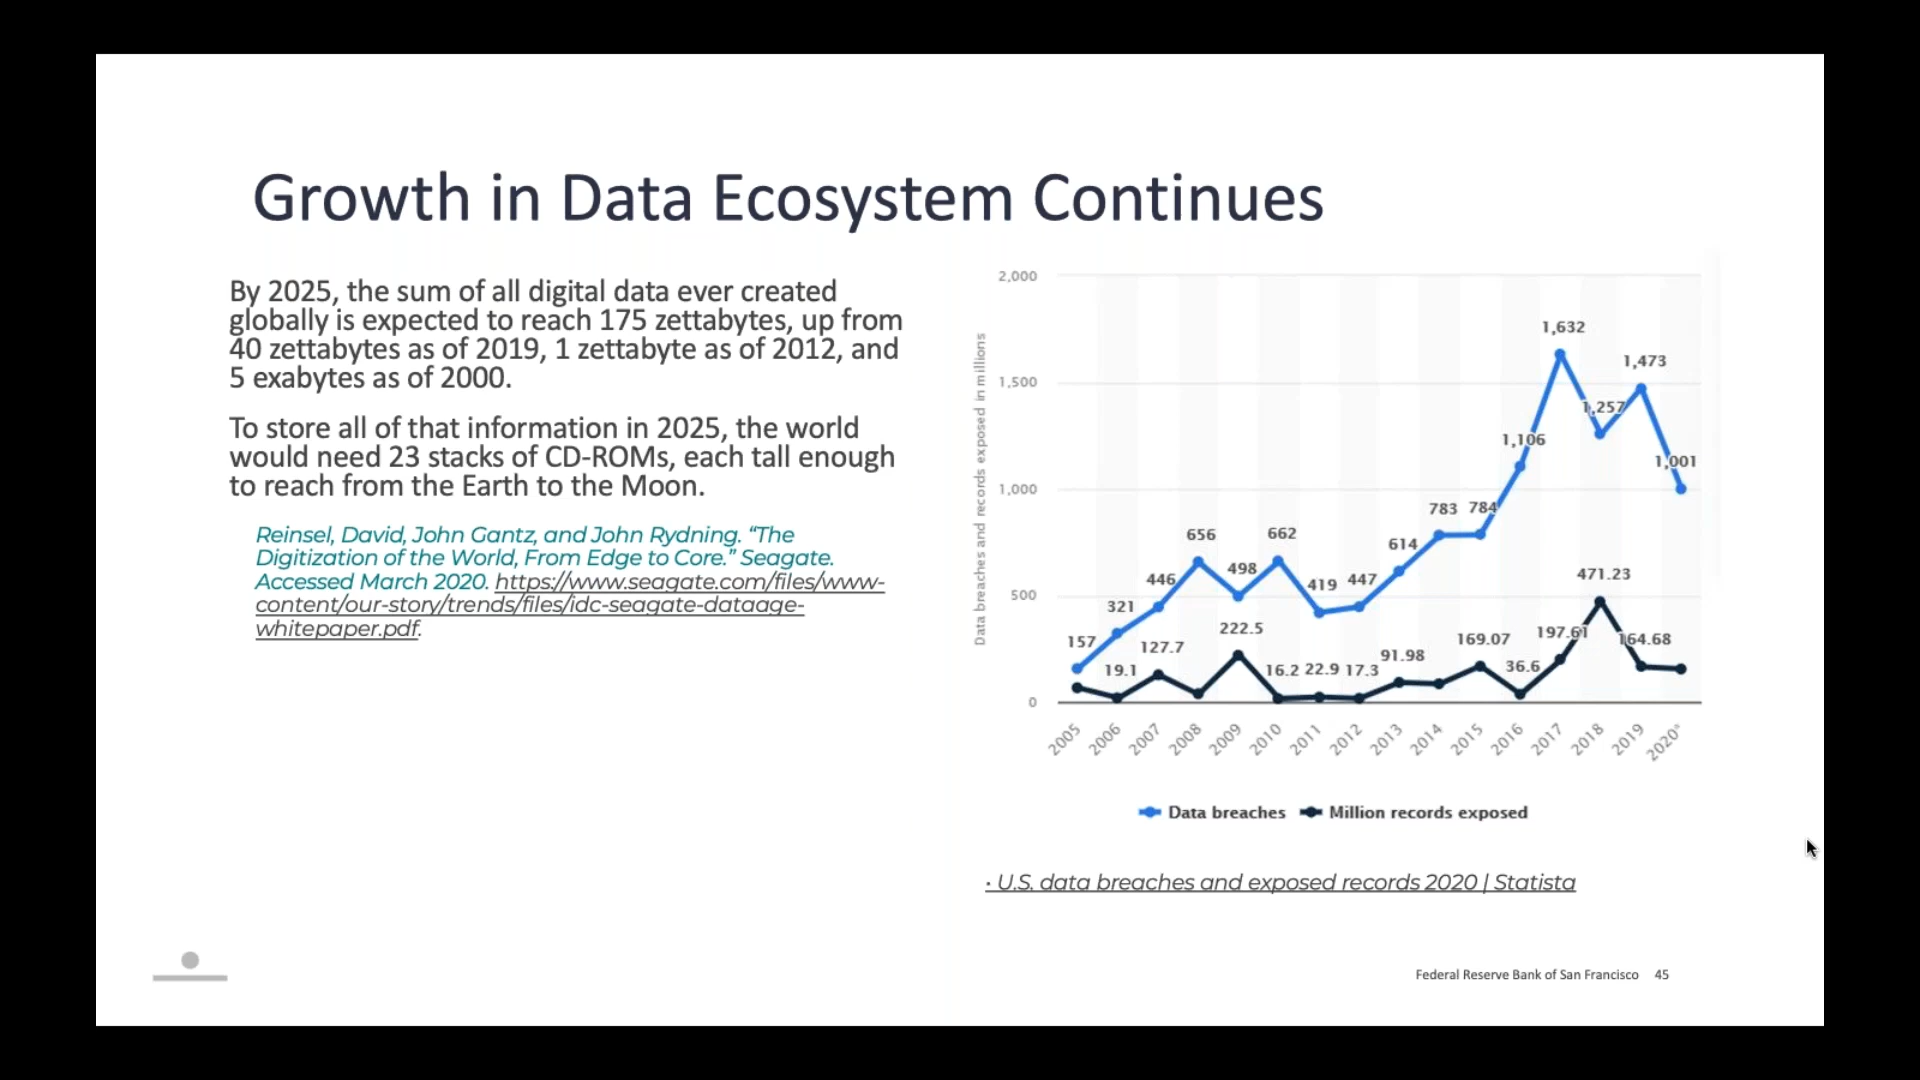 Growth in Data Ecosystem Continues
By 2025, the sum of all digital data ever created
globally is expected to reach 175 zettabytes, up from
40 zettabytes as of 2019, 1 zettabyte as of 2012, and
5 exabytes as of 2000.
To store all of that information in 2025, the world
would need 23 stacks of CD-ROMs, each tall enough
to reach from the Earth to the Moon.
Reinsel, David, John Gantz, and John Rydning. “The
Digitization of the World, From Edge to Core.” Seagate.
Accessed March 2020. https://www.seagate.com/files/www-
content/our-story/trends/files/idc-seagate-dataage-
whitepaper.pdf.
Data breaches and records exposed in millions
2,000
1,500
1,000
500
0
157
321
446
656
498
662
419
447
614
783
784
1,106
1,632
1,257
1,473
1,001
19.1
127.7
222.5
16.2
22.9
17.3
91.98
169.07
36.6
197.61
471.23
164.68
2005
2006
2007
2008
2009
2010
2011
2012
2013
2014
2015
2016
2017
2018
2019
2020*
Data breaches
Million records exposed
• U.S. data breaches and exposed records 2020 | Statista
Federal Reserve Bank of San Francisco 45